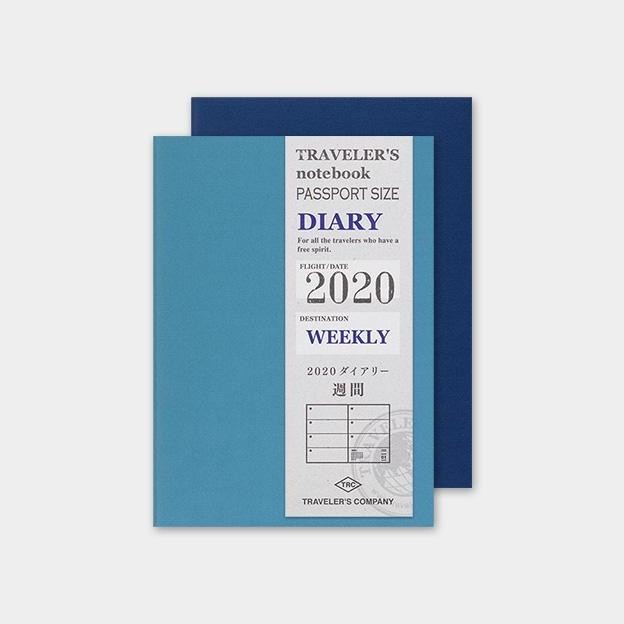 TRAVELER'S
notebook
PASSPORT SIZE
DIARY
For all the travelers who have a
free spirit.
FLIGHT/DATE
2020
DESTINATION
WEEKLY
2020ダイアリー
週間
TRAVELER
TRC
TRAVELER'S COMPANY